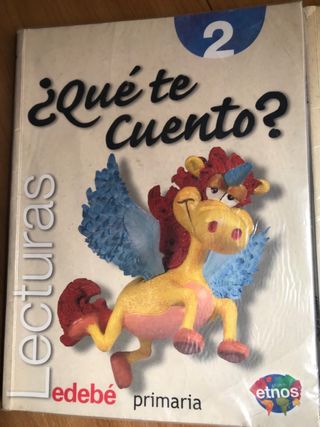 2
¿Qué te
cuento?
Lecturas
edebé primaria
etnos